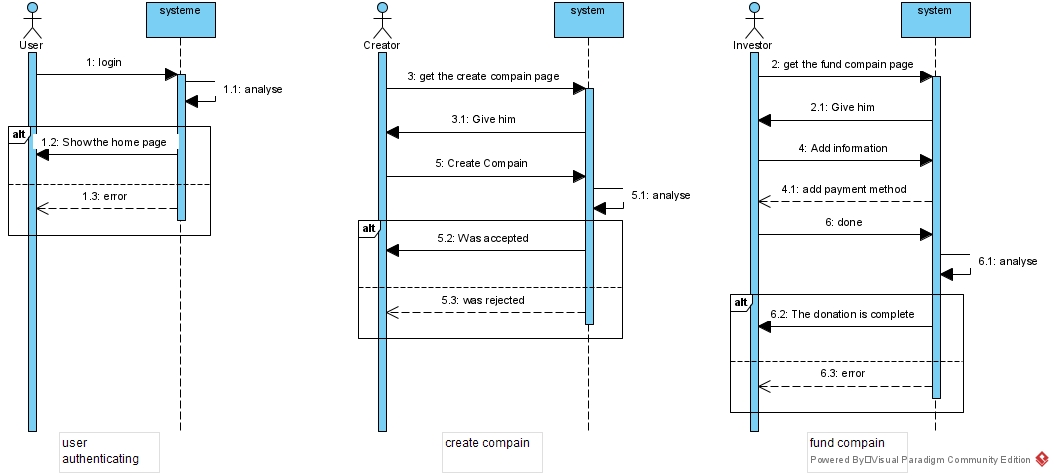 systeme
User
1: login
1.1: analyse
alt
1.2: Show the home page
1.3: error
user
authenticating
system
Creator
3: get the create compain page
3.1: Give him
5: Create Compain
5.1: analyse
alt
5.2: Was accepted
5.3: was rejected
create compain
system
Investor
2: get the fund compain page
2.1: Give him
4: Add information
4.1: add payment method
6: done
6.1: analyse
alt
6.2: The donation is complete
6.3: error
fund compain
Powered By Visual Paradigm Community Edition